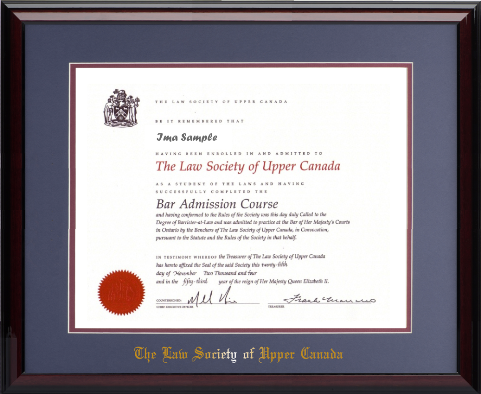 THE LAW SOCIETY OF UPPER CANADA
BE IT REMEMBERED THAT
Ima Sample
HAVING BEEN ENROLLED IN AND ADMITTED TO
The Law Society of Upper Canada
AS A STUDENT OF THE LAWS AND HAVING
SUCCESSFULLY COMPLETED THE
Bar Admission Course
and having conformed to the Rules of the Society was this day duly Called to the
Degree of Barrister-at-Law and was admitted to practise at the Bar of Her Majesty's Courts
in Ontario by the Benchers of The Law Society of Upper Canada, in Convocation,
pursuant to the Statute and the Rules of the Society in that behalf.
IN TESTIMONY WHEREOF the Treasurer of The Law Society of Upper Canada
has hereto affixed the Seal of the said Society this twenty-fifth
day of November Two Thousand and four
and in the fifty-third year of the reign of Her Majesty Queen Elizabeth II.
COUNTERSIGNED
CHIEF EXECUTIVE OFFICER
TREASURER
The Law Society of Upper Canada